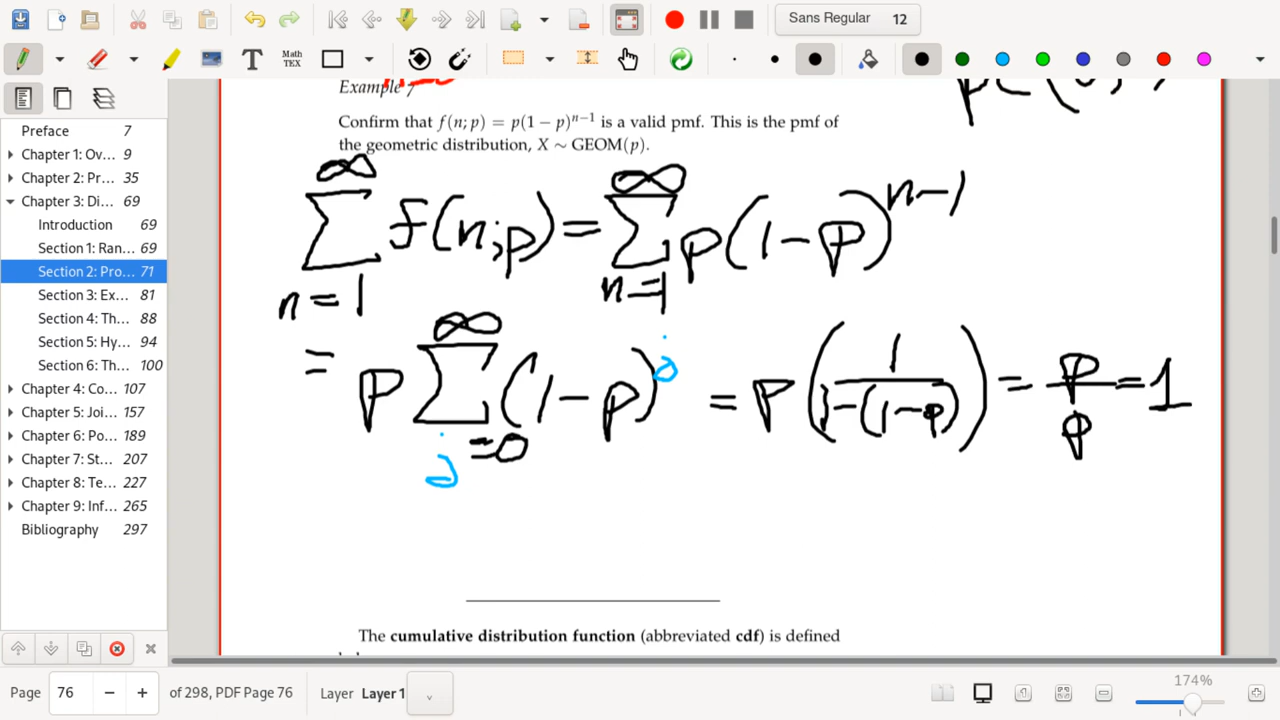 Sans Regular 12
T Math TEX
Example 7
Preface 7
Chapter 1: Ov... 9
Chapter 2: Pr... 35
Chapter 3: Di... 69
Introduction 69
Section 1: Ran... 69
Section 2: Pro... 71
Section 3: Ex... 81
Section 4: Th... 88
Section 5: Hy... 94
Section 6: Th... 100
Chapter 4: Co... 107
Chapter 5: Joi... 157
Chapter 6: Po... 189
Chapter 7: St... 207
Chapter 8: Te... 227
Chapter 9: Inf... 265
Bibliography 297
Confirm that f(n; p) = p(1 − p)^{n−1} is a valid pmf. This is the pmf of
the geometric distribution, X ∼ GEOM(p).
∑_{n=1}^{∞} f(n;p) = ∑_{n=1}^{∞} p(1−p)^{n−1}
= p ∑_{j=0}^{∞} (1−p)^{j} = p (1/(1−(1−p))) = p/p = 1
The cumulative distribution function (abbreviated cdf) is defined
Page 76 − + of 298, PDF Page 76 Layer Layer 1 174%